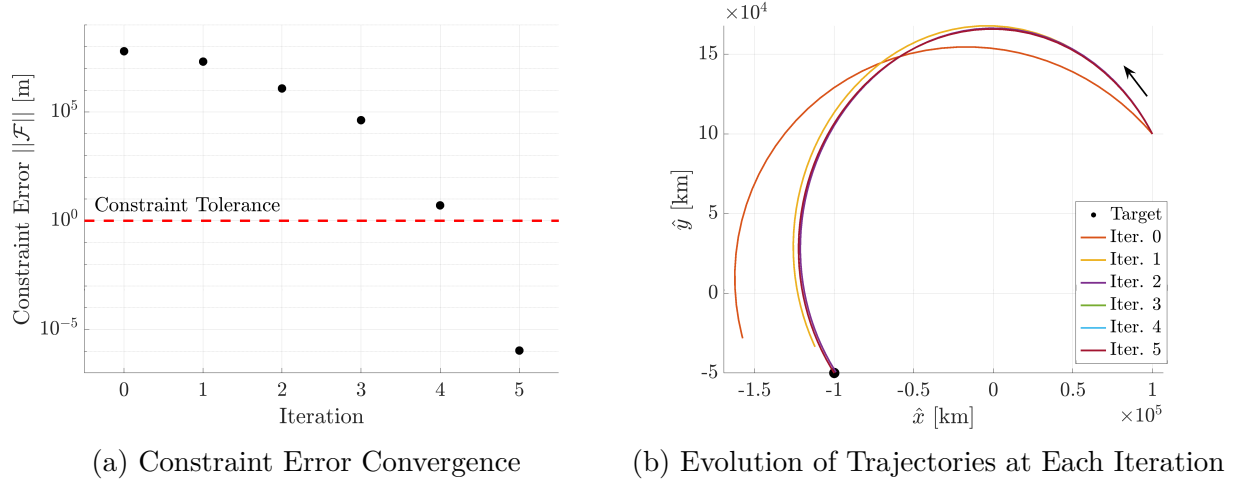 Constraint Error ||𝓕|| [m]
10^5
10^0
10^-5
Constraint Tolerance
0 1 2 3 4 5
Iteration
(a) Constraint Error Convergence
×10^4
15
10
5
0
-5
ŷ [km]
-1.5 -1 -0.5 0 0.5 1
x̂ [km]
×10^5
Target
Iter. 0
Iter. 1
Iter. 2
Iter. 3
Iter. 4
Iter. 5
(b) Evolution of Trajectories at Each Iteration